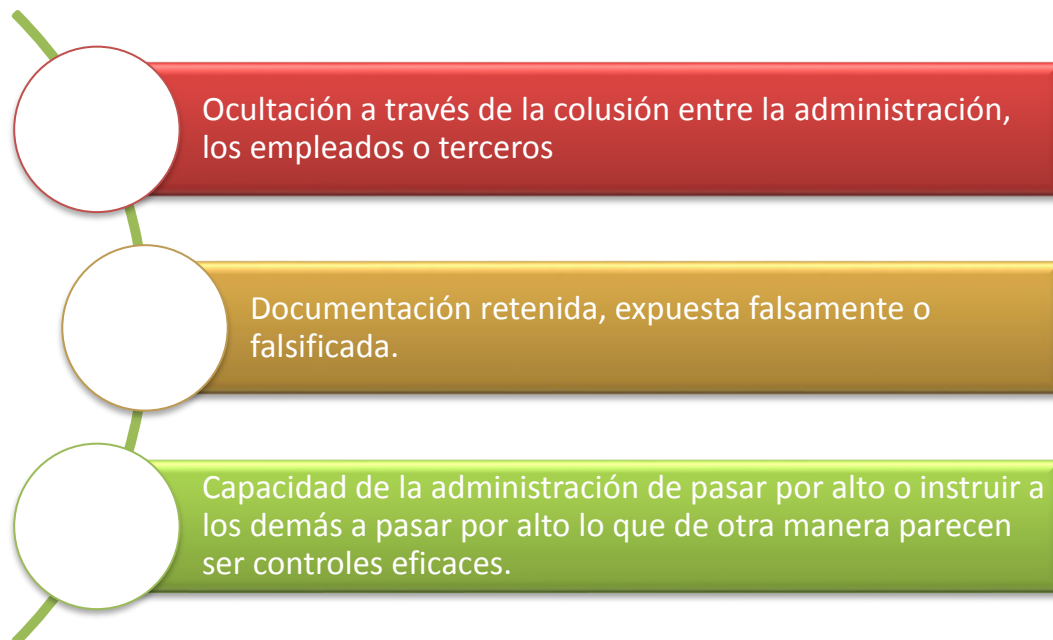 Ocultación a través de la colusión entre la administración,
los empleados o terceros
Documentación retenida, expuesta falsamente o
falsificada.
Capacidad de la administración de pasar por alto o instruir a
los demás a pasar por alto lo que de otra manera parecen
ser controles eficaces.